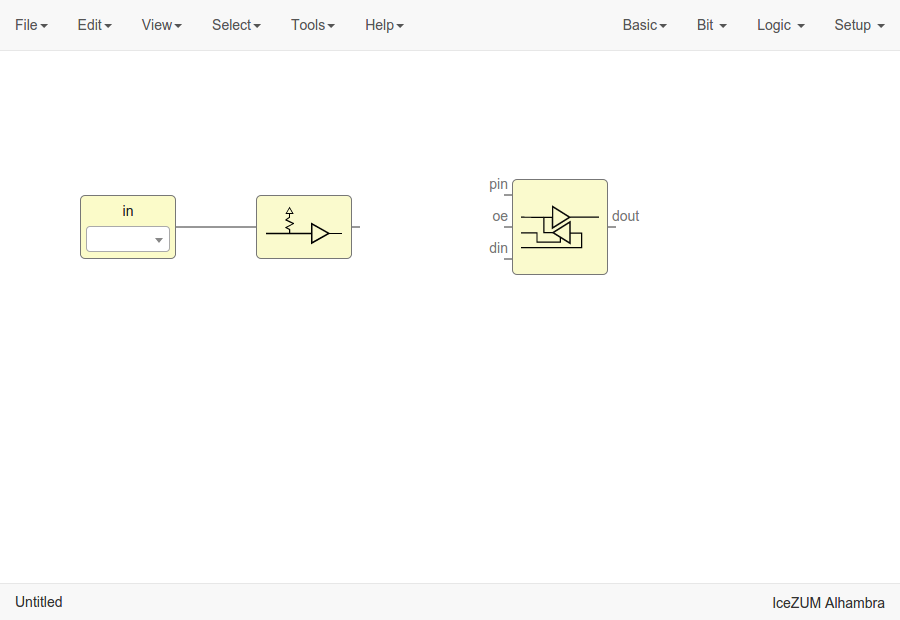 File Edit View Select Tools Help Basic Bit Logic Setup
in
pin
oe
din
dout
Untitled
IceZUM Alhambra